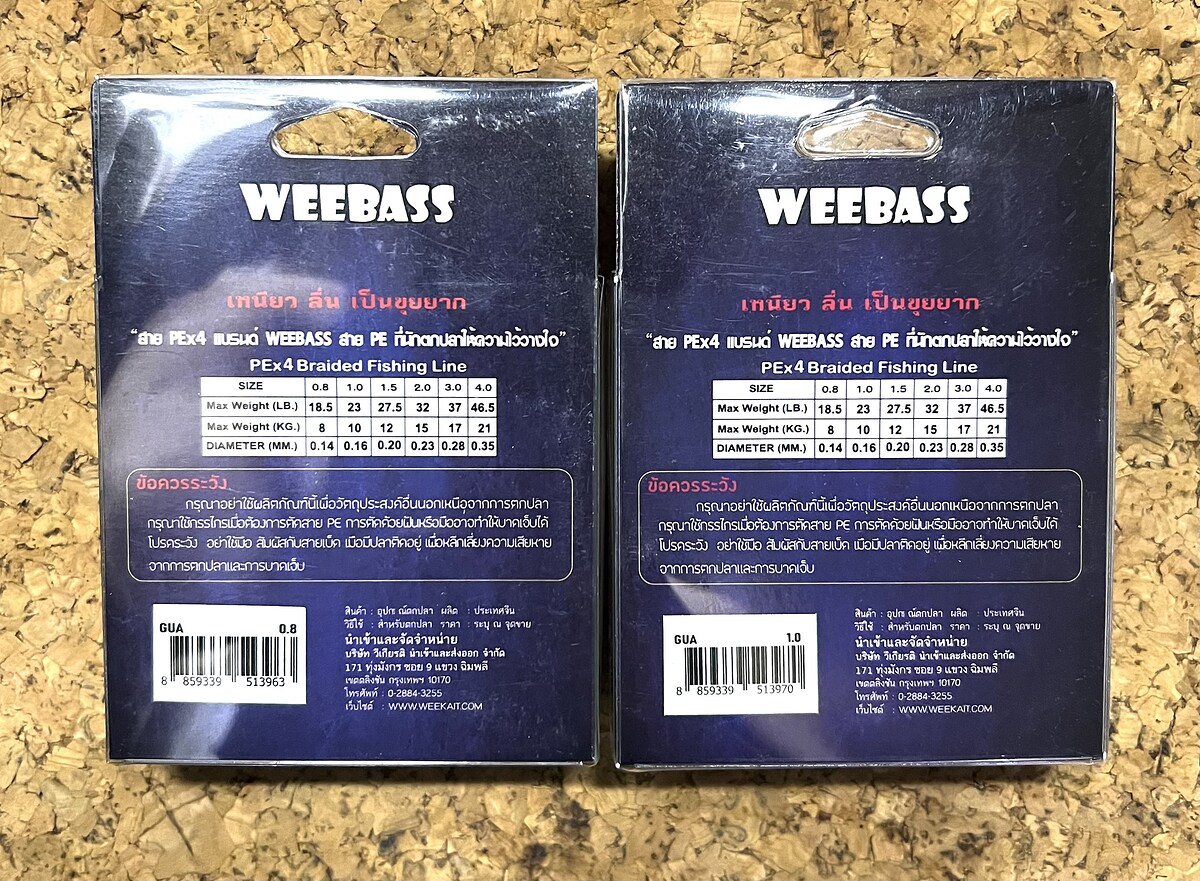 WEEBASS
เหนียว ลื่น เป็นขุยยาก
“สาย PEx4 แบรนด์ WEEBASS สาย PE ที่นักตกปลาให้ความไว้วางใจ”
PEx4 Braided Fishing Line
SIZE 0.8 1.0 1.5 2.0 3.0 4.0
Max Weight (LB.) 18.5 23 27.5 32 37 46.5
Max Weight (KG.) 8 10 12 15 17 21
DIAMETER (MM.) 0.14 0.16 0.20 0.23 0.28 0.35
ข้อควรระวัง
กรุณาอย่าใช้ผลิตภัณฑ์นี้เพื่อวัตถุประสงค์อื่นนอกเหนือจากการตกปลา
กรุณาใช้กรรไกรเมื่อต้องการตัดสาย PE การตัดด้วยฟันหรือมืออาจทำให้บาดเจ็บได้
โปรดระวัง อย่าใช้มือ สัมผัสกับสายเบ็ด เมื่อมีปลาติดอยู่ เพื่อหลีกเลี่ยงความเสียหาย
จากการตกปลาและการบาดเจ็บ
GUA 0.8
8 859339 513963
สินค้า : อุปกรณ์ตกปลา ผลิต : ประเทศจีน
วิธีใช้ : สำหรับตกปลา ราคา : ระบุ ณ จุดขาย
นำเข้าและจัดจำหน่าย
บริษัท วีเกียรติ นำเข้าและส่งออก จำกัด
171 ทุ่งมังกร ซอย 9 แขวง ฉิมพลี
เขตตลิ่งชัน กรุงเทพฯ 10170
โทรศัพท์ : 0-2884-3255
เว็บไซต์ : WWW.WEEKAIT.COM
WEEBASS
เหนียว ลื่น เป็นขุยยาก
“สาย PEx4 แบรนด์ WEEBASS สาย PE ที่นักตกปลาให้ความไว้วางใจ”
PEx4 Braided Fishing Line
SIZE 0.8 1.0 1.5 2.0 3.0 4.0
Max Weight (LB.) 18.5 23 27.5 32 37 46.5
Max Weight (KG.) 8 10 12 15 17 21
DIAMETER (MM.) 0.14 0.16 0.20 0.23 0.28 0.35
ข้อควรระวัง
กรุณาอย่าใช้ผลิตภัณฑ์นี้เพื่อวัตถุประสงค์อื่นนอกเหนือจากการตกปลา
กรุณาใช้กรรไกรเมื่อต้องการตัดสาย PE การตัดด้วยฟันหรือมืออาจทำให้บาดเจ็บได้
โปรดระวัง อย่าใช้มือ สัมผัสกับสายเบ็ด เมื่อมีปลาติดอยู่ เพื่อหลีกเลี่ยงความเสียหาย
จากการตกปลาและการบาดเจ็บ
GUA 1.0
8 859339 513970
สินค้า : อุปกรณ์ตกปลา ผลิต : ประเทศจีน
วิธีใช้ : สำหรับตกปลา ราคา : ระบุ ณ จุดขาย
นำเข้าและจัดจำหน่าย
บริษัท วีเกียรติ นำเข้าและส่งออก จำกัด
171 ทุ่งมังกร ซอย 9 แขวง ฉิมพลี
เขตตลิ่งชัน กรุงเทพฯ 10170
โทรศัพท์ : 0-2884-3255
เว็บไซต์ : WWW.WEEKAIT.COM